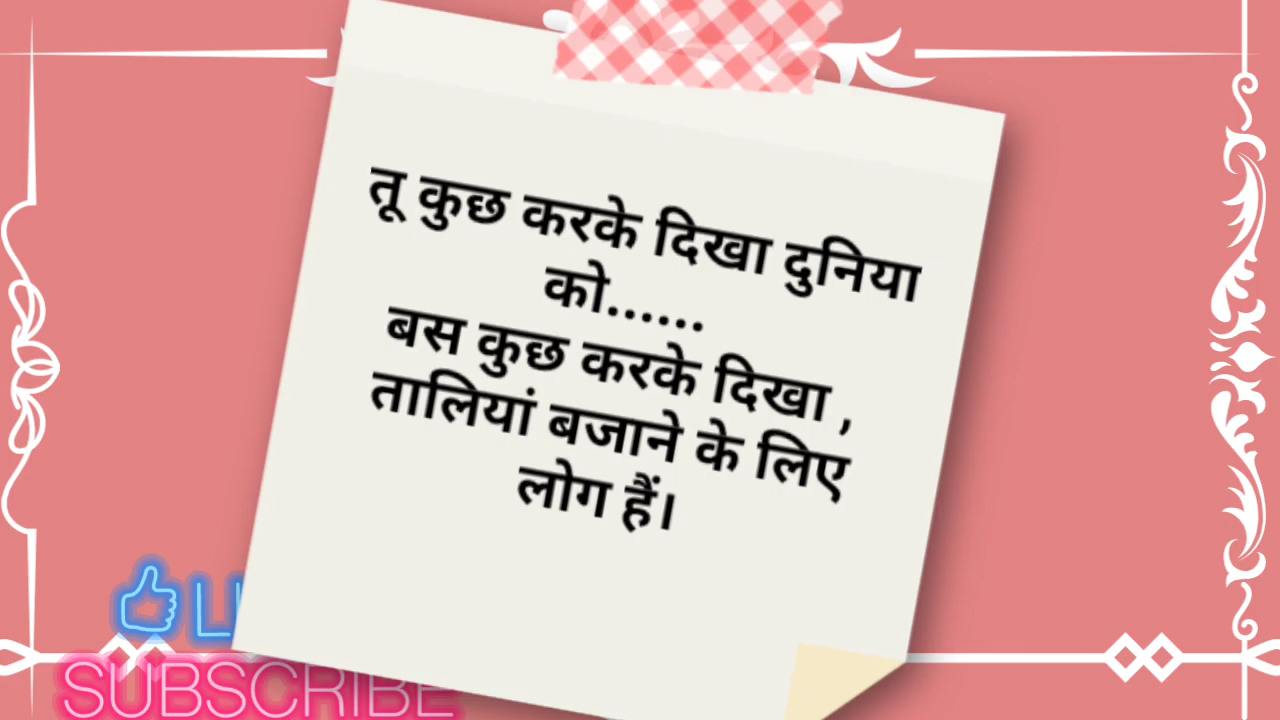 तू कुछ करके दिखा दुनिया
को......
बस कुछ करके दिखा ,
तालियां बजाने के लिए
लोग हैं।
SUBSCRIBE